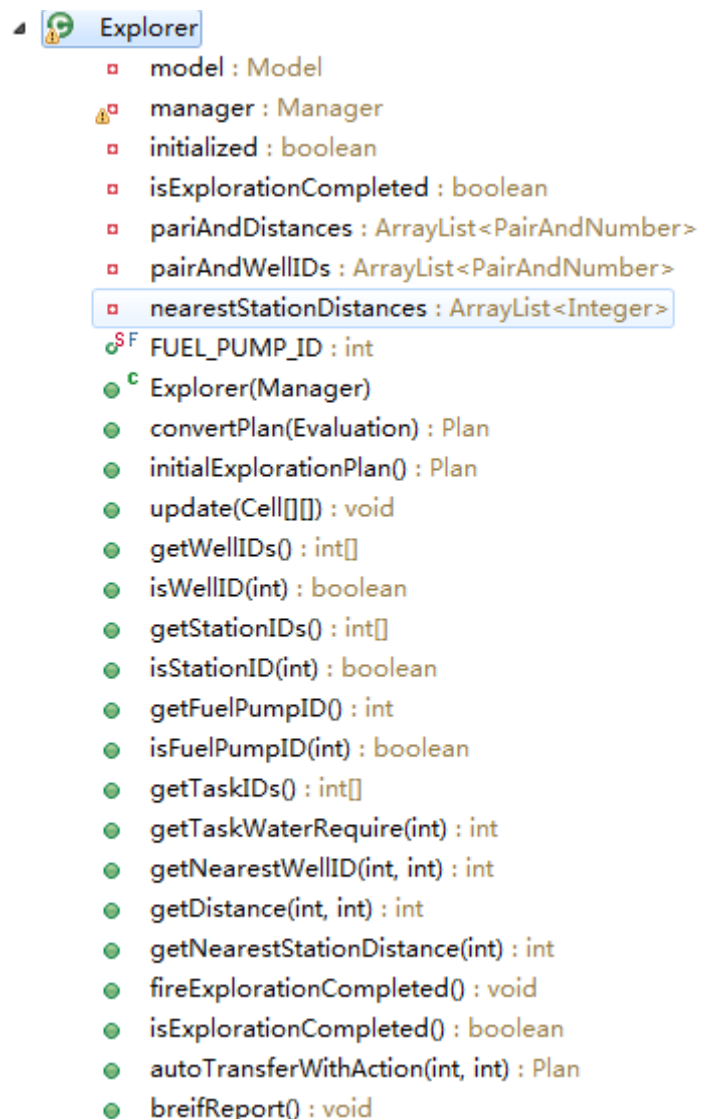 Explorer
model : Model
manager : Manager
initialized : boolean
isExplorationCompleted : boolean
pariAndDistances : ArrayList<PairAndNumber>
pairAndWellIDs : ArrayList<PairAndNumber>
nearestStationDistances : ArrayList<Integer>
S F FUEL_PUMP_ID : int
c Explorer(Manager)
convertPlan(Evaluation) : Plan
initialExplorationPlan() : Plan
update(Cell[][]) : void
getWellIDs() : int[]
isWellID(int) : boolean
getStationIDs() : int[]
isStationID(int) : boolean
getFuelPumpID() : int
isFuelPumpID(int) : boolean
getTaskIDs() : int[]
getTaskWaterRequire(int) : int
getNearestWellID(int, int) : int
getDistance(int, int) : int
getNearestStationDistance(int) : int
fireExplorationCompleted() : void
isExplorationCompleted() : boolean
autoTransferWithAction(int, int) : Plan
breifReport() : void